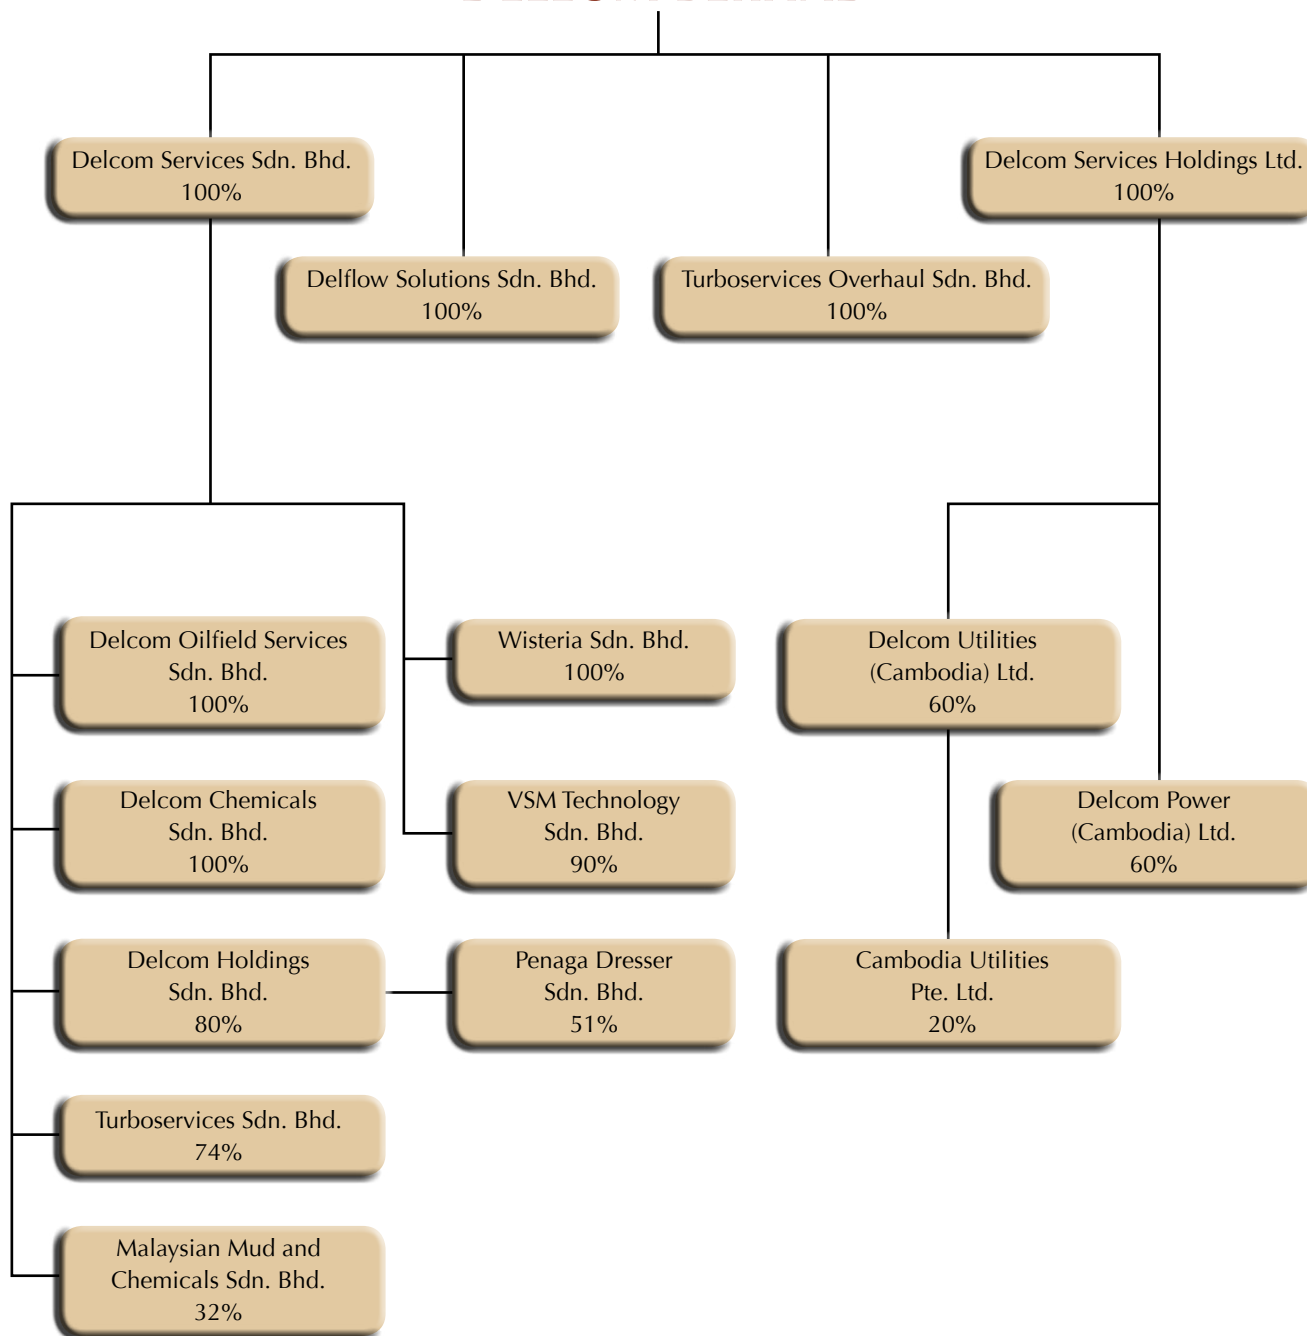 Delcom Services Sdn. Bhd.
100%
Delcom Services Holdings Ltd.
100%
Delflow Solutions Sdn. Bhd.
100%
Turboservices Overhaul Sdn. Bhd.
100%
Delcom Oilfield Services
Sdn. Bhd.
100%
Wisteria Sdn. Bhd.
100%
Delcom Utilities
(Cambodia) Ltd.
60%
Delcom Chemicals
Sdn. Bhd.
100%
VSM Technology
Sdn. Bhd.
90%
Delcom Power
(Cambodia) Ltd.
60%
Delcom Holdings
Sdn. Bhd.
80%
Penaga Dresser
Sdn. Bhd.
51%
Cambodia Utilities
Pte. Ltd.
20%
Turboservices Sdn. Bhd.
74%
Malaysian Mud and
Chemicals Sdn. Bhd.
32%